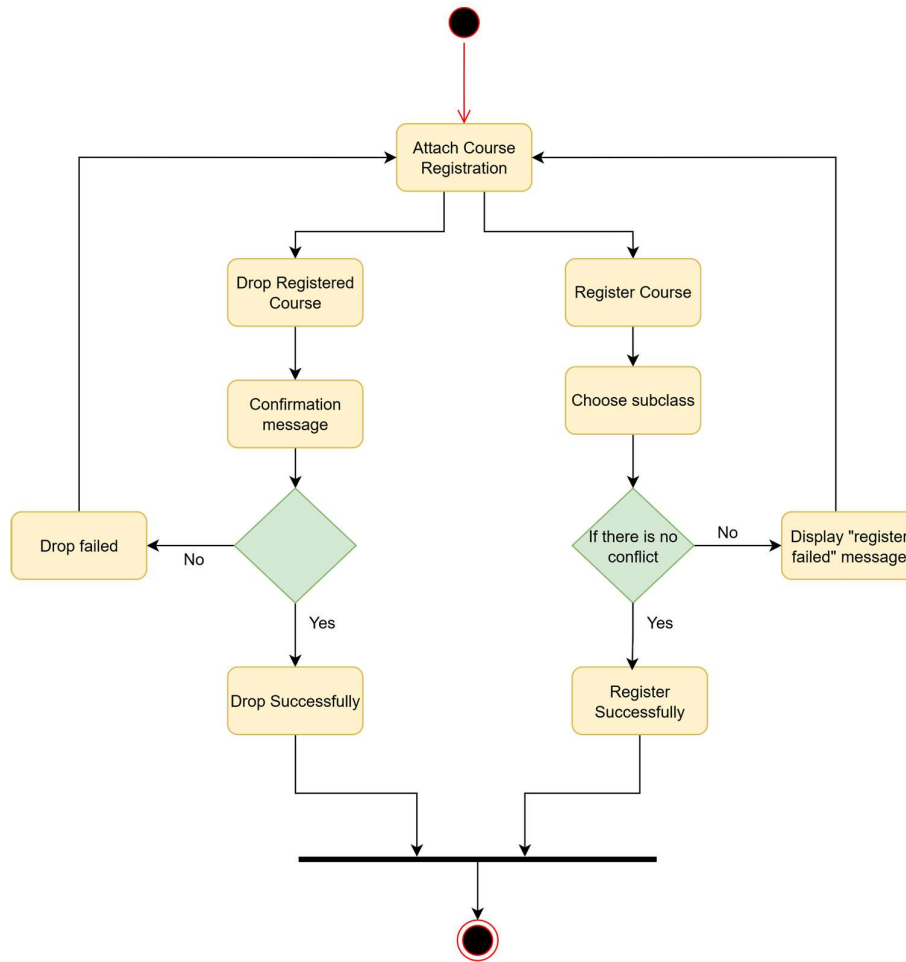 Attach Course
Registration
Drop Registered
Course
Register Course
Confirmation
message
Choose subclass
Drop failed
No
If there is no
conflict
No
Display "register
failed" message
Yes
Yes
Drop Successfully
Register
Successfully